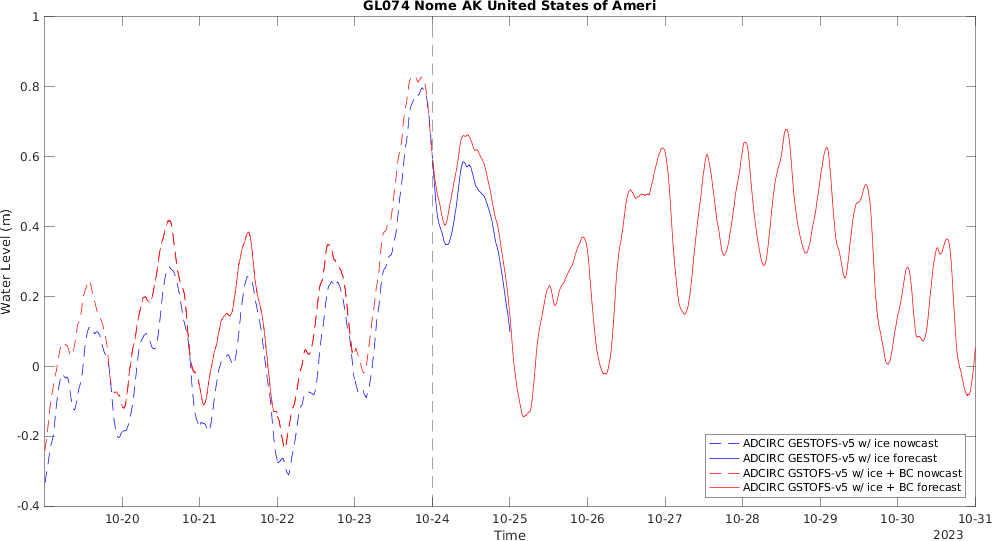 GL074 Nome AK United States of Ameri
1
0.8
0.6
0.4
0.2
0
-0.2
-0.4
Water Level (m)
ADCIRC GESTOFS-v5 w/ ice nowcast
ADCIRC GESTOFS-v5 w/ ice forecast
ADCIRC GSTOFS-v5 w/ ice + BC nowcast
ADCIRC GSTOFS-v5 w/ ice + BC forecast
10-20 10-21 10-22 10-23 10-24 10-25 10-26 10-27 10-28 10-29 10-30 10-31
Time
2023